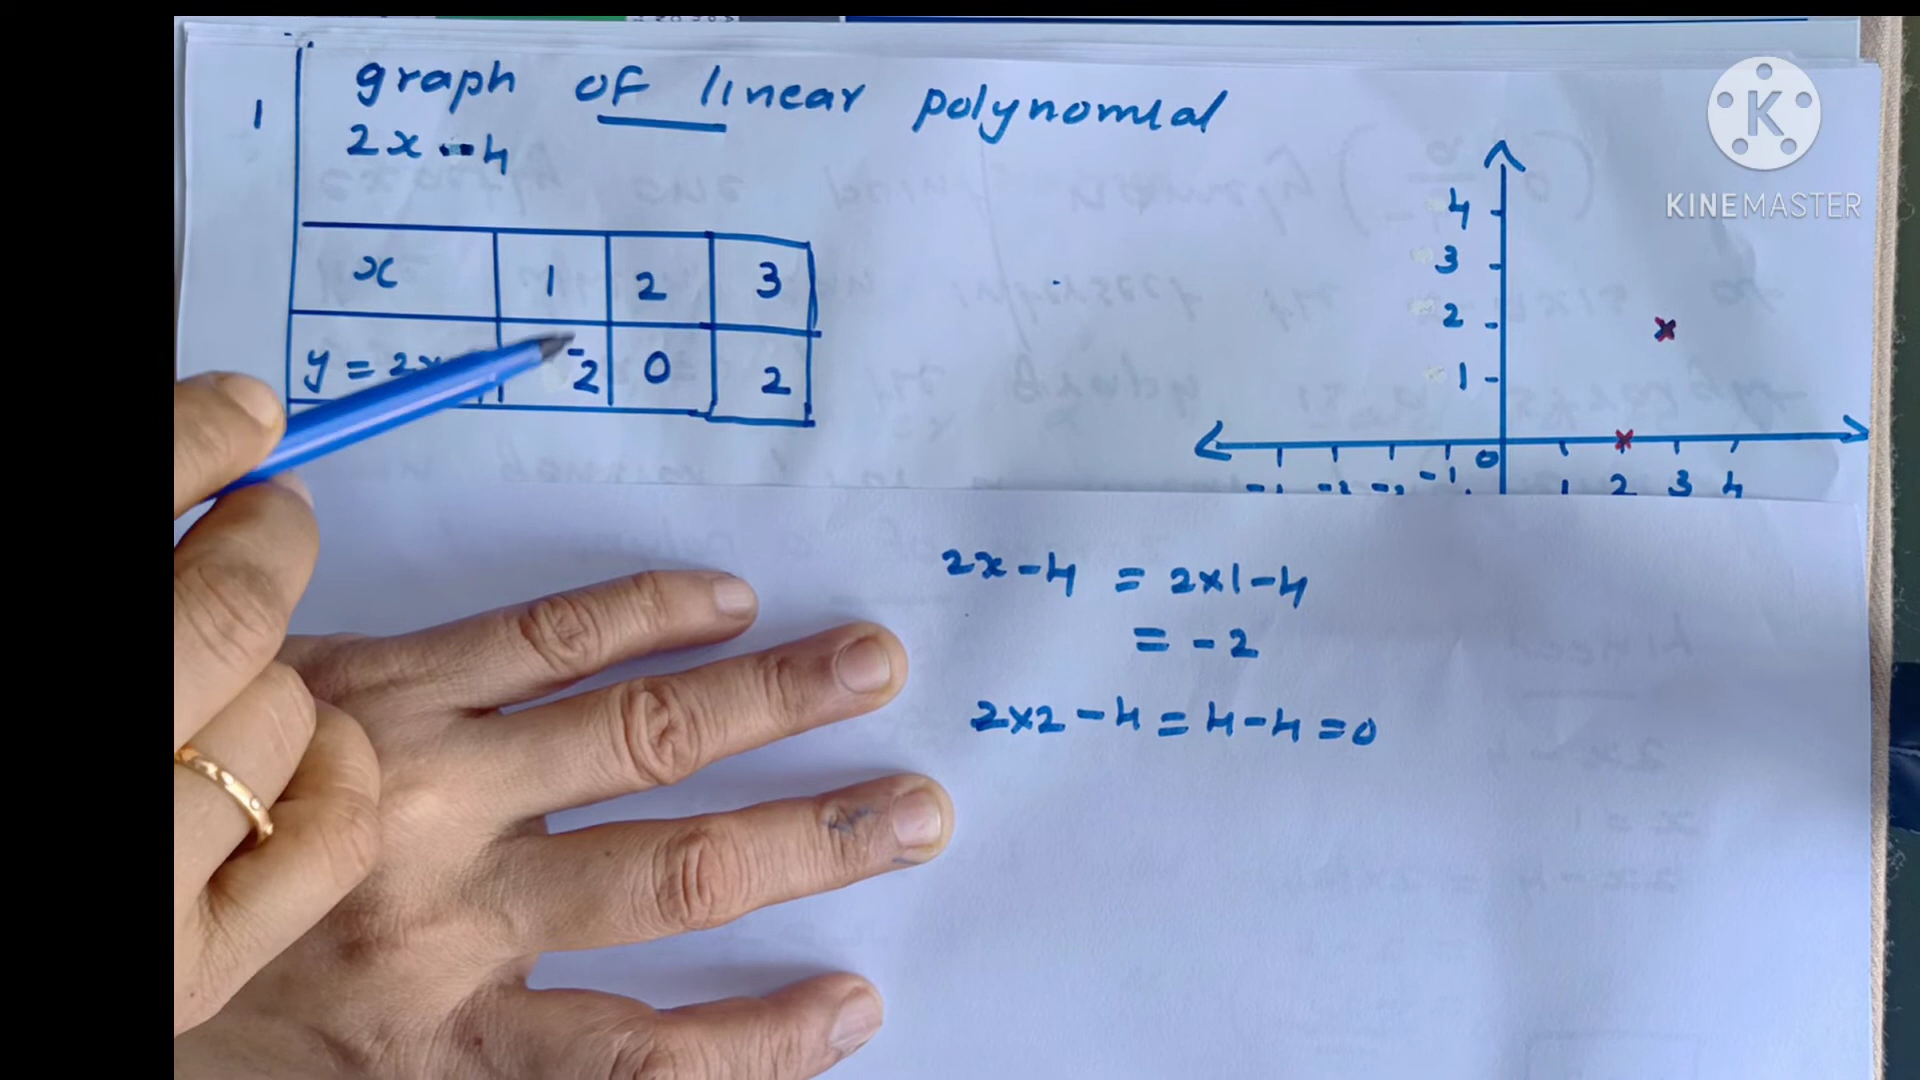 graph of linear polynomial
1
2x - 4
x 1 2 3
y = 2x -2 0 2
4
3
2
1
0
-1 1 2 3 4
2x - 4 = 2x1 - 4
= - 2
2x2 - 4 = 4 - 4 = 0
KINEMASTER